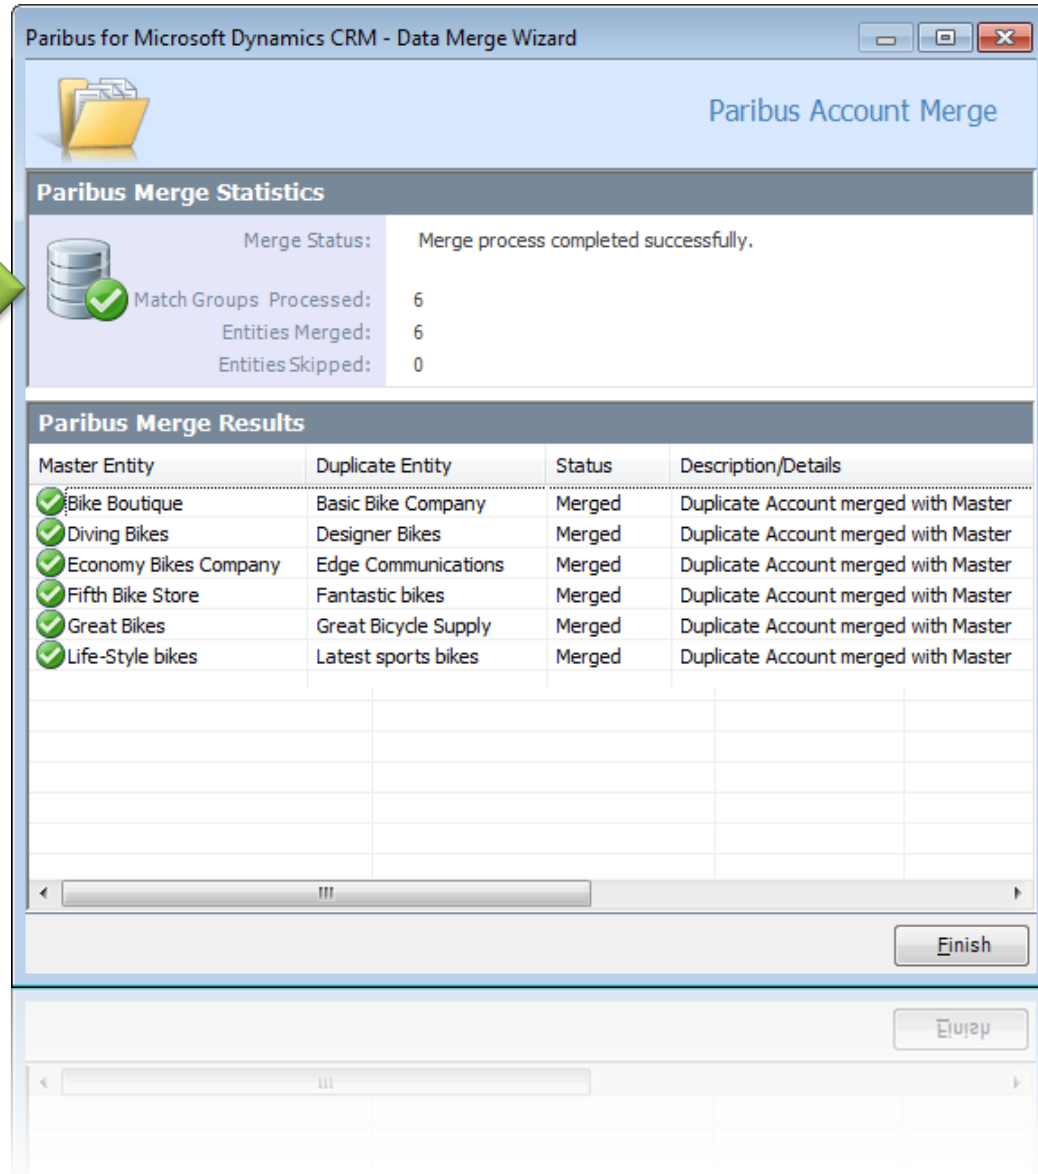 Paribus for Microsoft Dynamics CRM - Data Merge Wizard
Paribus Account Merge
Paribus Merge Statistics
Merge Status: Merge process completed successfully.
Match Groups Processed: 6
Entities Merged: 6
Entities Skipped: 0
Paribus Merge Results
Master Entity Duplicate Entity Status Description/Details
Bike Boutique Basic Bike Company Merged Duplicate Account merged with Master
Diving Bikes Designer Bikes Merged Duplicate Account merged with Master
Economy Bikes Company Edge Communications Merged Duplicate Account merged with Master
Fifth Bike Store Fantastic bikes Merged Duplicate Account merged with Master
Great Bikes Great Bicycle Supply Merged Duplicate Account merged with Master
Life-Style bikes Latest sports bikes Merged Duplicate Account merged with Master
Finish
Finish